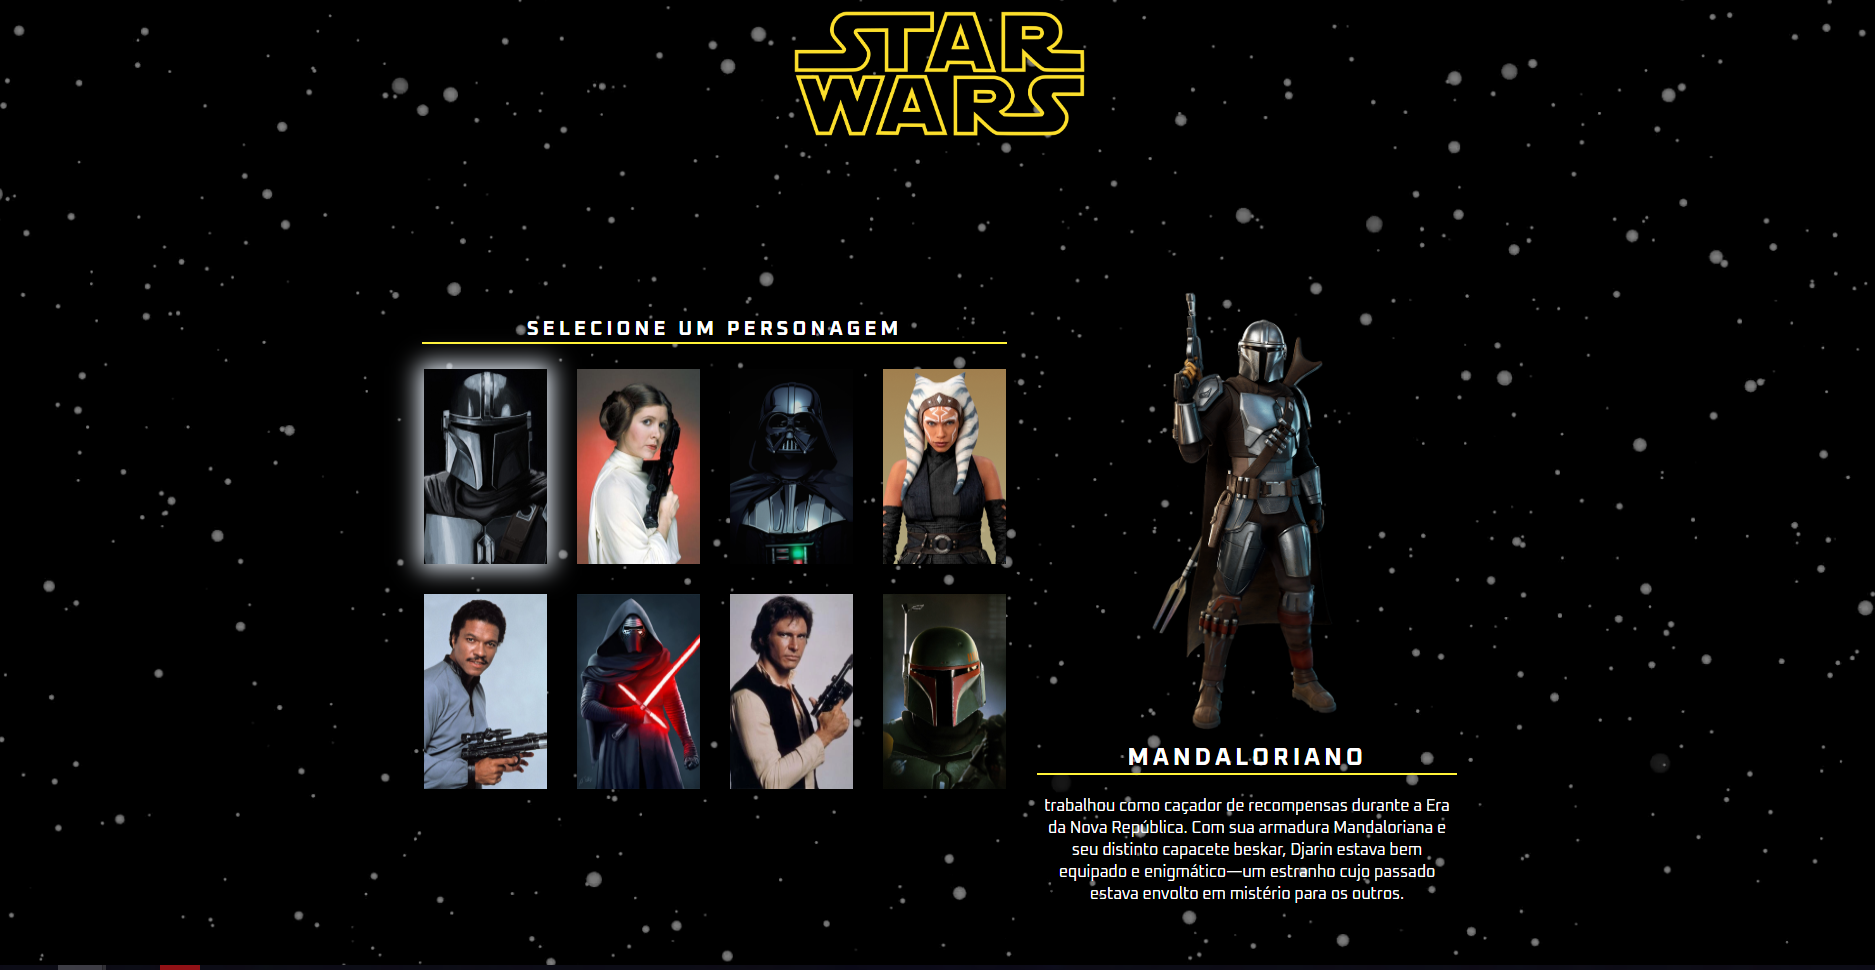 STAR
WARS
SELECIONE UM PERSONAGEM
MANDALORIANO
trabalhou como caçador de recompensas durante a Era
da Nova República. Com sua armadura Mandaloriana e
seu distinto capacete beskar, Djarin estava bem
equipado e enigmático—um estranho cujo passado
estava envolto em mistério para os outros.